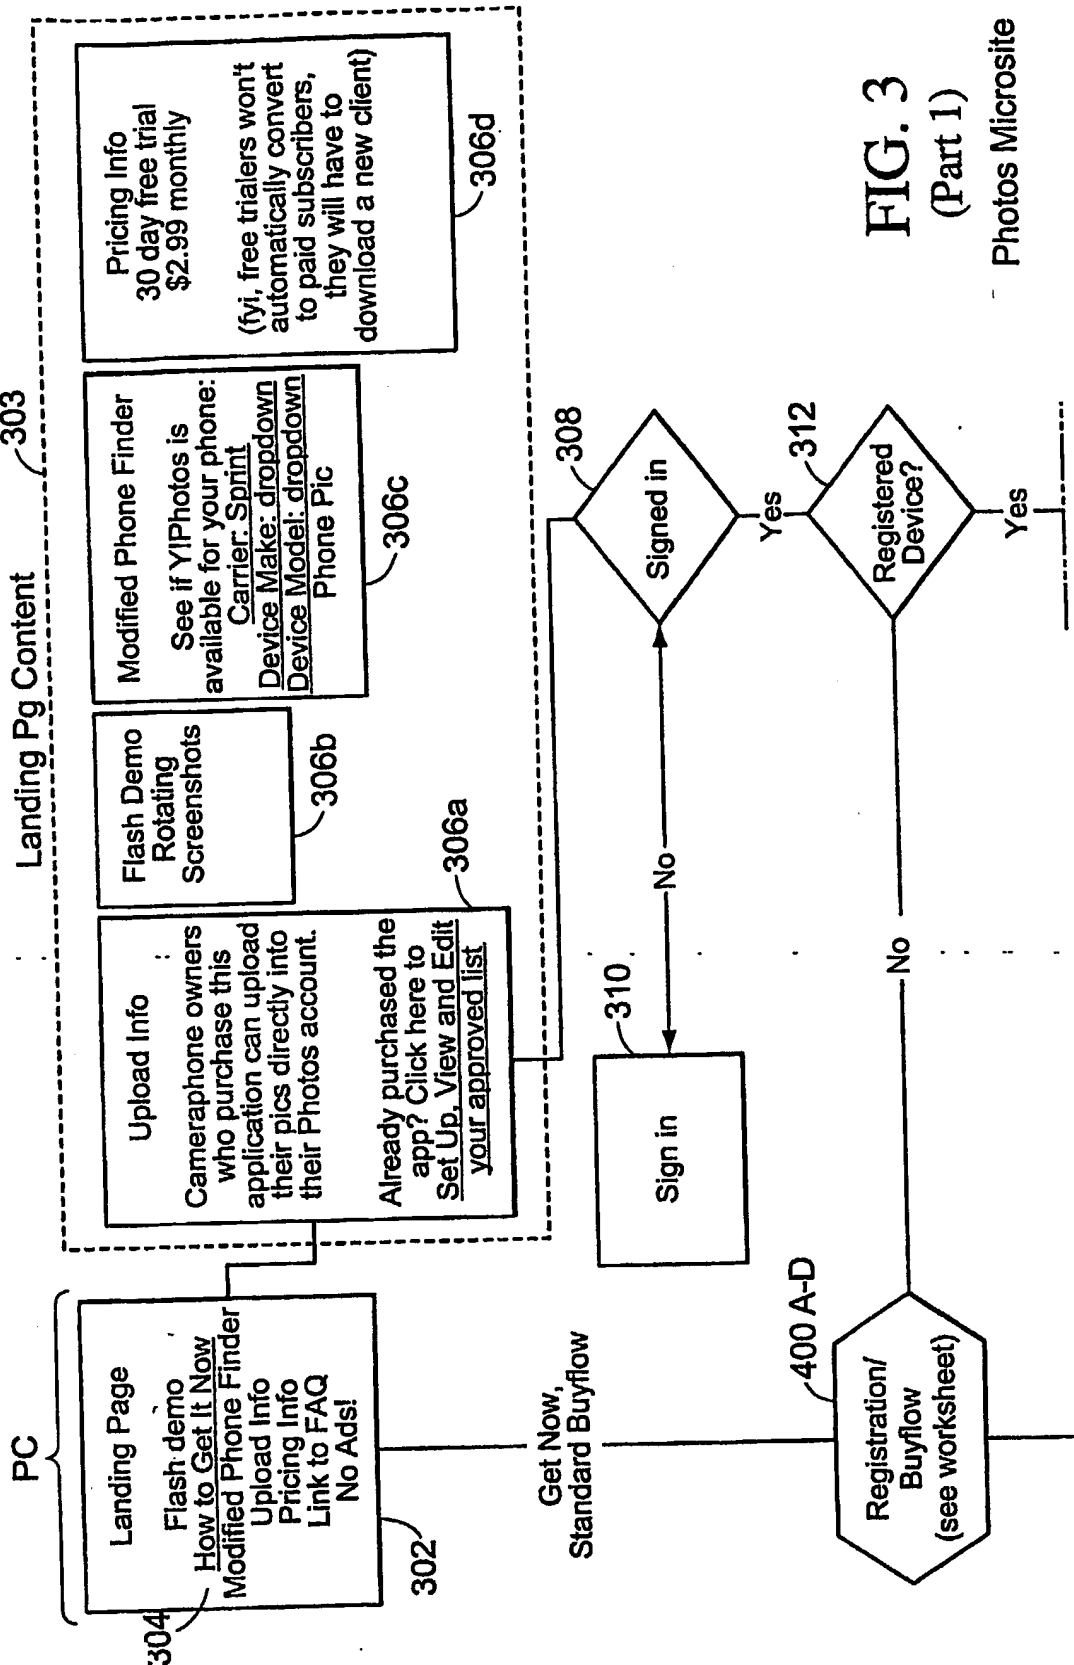 PC
Landing Page
Flash demo
How to Get It Now
Modified Phone Finder
Upload Info
Pricing Info
Link to FAQ
No Ads!
304
302
Landing Pg Content
303
Upload Info
Cameraphone owners
who purchase this
application can upload
their pics directly into
their Photos account.
Already purchased the
app? Click here to
Set Up, View and Edit
your approved list
306a
Flash Demo
Rotating
Screenshots
306b
Modified Phone Finder
See if Y!Photos is
available for your phone:
Carrier: Sprint
Device Make: dropdown
Device Model: dropdown
Phone Pic
306c
Pricing Info
30 day free trial
$2.99 monthly
(fyi, free trialers won't
automatically convert
to paid subscribers,
they will have to
download a new client)
306d
Get Now,
Standard Buyflow
Sign in
310
No
Signed in
308
Yes
Registration/
Buyflow
(see worksheet)
400 A-D
No
Registered
Device?
312
Yes
FIG. 3
(Part 1)
Photos Microsite